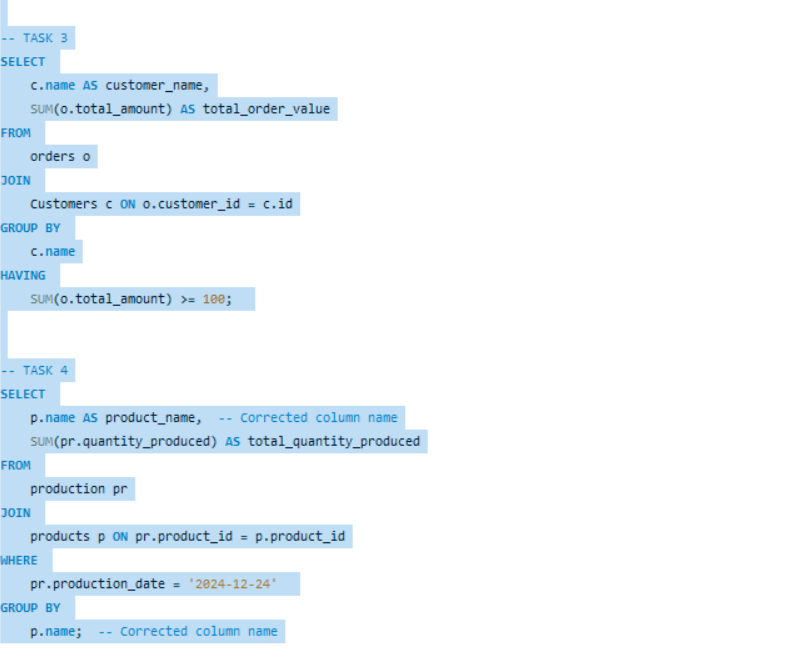 -- TASK 3
SELECT
c.name AS customer_name,
SUM(o.total_amount) AS total_order_value
FROM
orders o
JOIN
Customers c ON o.customer_id = c.id
GROUP BY
c.name
HAVING
SUM(o.total_amount) >= 100;
-- TASK 4
SELECT
p.name AS product_name,  -- Corrected column name
SUM(pr.quantity_produced) AS total_quantity_produced
FROM
production pr
JOIN
products p ON pr.product_id = p.product_id
WHERE
pr.production_date = '2024-12-24'
GROUP BY
p.name;  -- Corrected column name